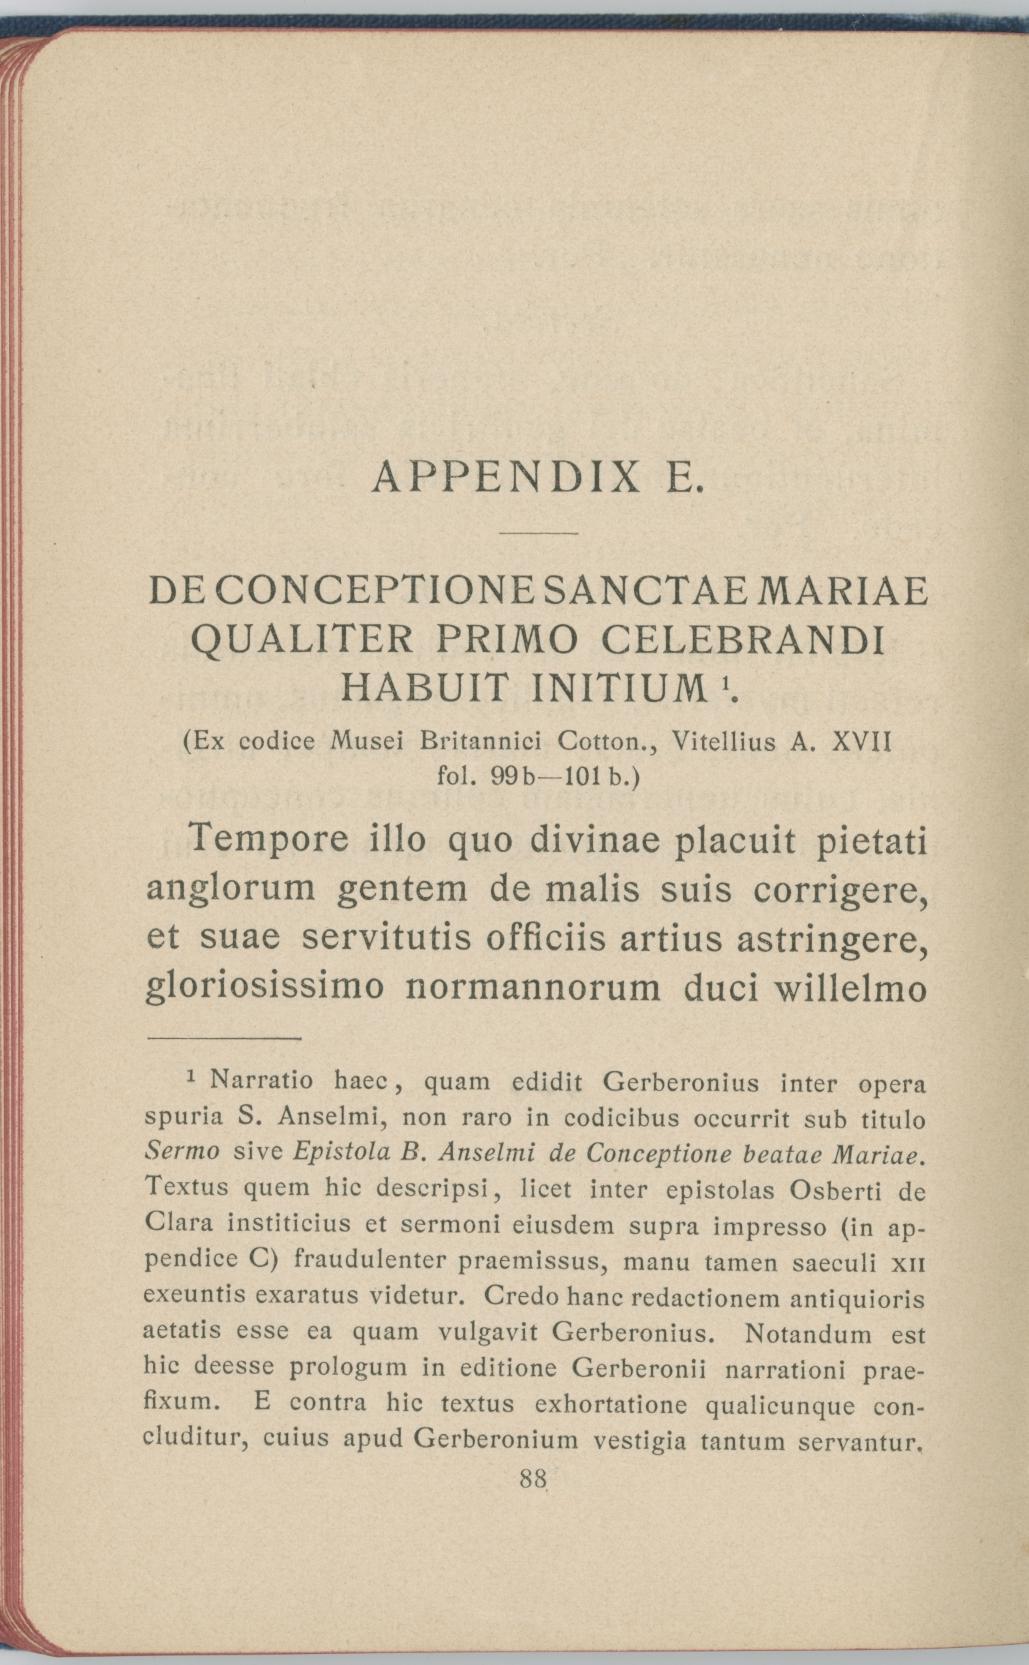 APPENDIX E.
DE CONCEPTIONE SANCTAE MARIAE
QUALITER PRIMO CELEBRANDI
HABUIT INITIUM ¹.
(Ex codice Musei Britannici Cotton., Vitellius A. XVII
fol. 99b—101b.)
Tempore illo quo divinae placuit pietati
anglorum gentem de malis suis corrigere,
et suae servitutis officiis artius astringere,
gloriosissimo normannorum duci willelmo
¹ Narratio haec, quam edidit Gerberonius inter opera
spuria S. Anselmi, non raro in codicibus occurrit sub titulo
Sermo sive Epistola B. Anselmi de Conceptione beatae Mariae.
Textus quem hic descripsi, licet inter epistolas Osberti de
Clara institicius et sermoni eiusdem supra impresso (in ap-
pendice C) fraudulenter praemissus, manu tamen saeculi XII
exeuntis exaratus videtur. Credo hanc redactionem antiquioris
aetatis esse ea quam vulgavit Gerberonius. Notandum est
hic deesse prologum in editione Gerberonii narrationi prae-
fixum. E contra hic textus exhortatione qualicunque con-
cluditur, cuius apud Gerberonium vestigia tantum servantur.
88